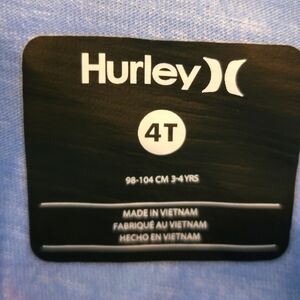 Hurley
4T
98-104 CM 3-4 YRS
MADE IN VIETNAM
FABRIQUÉ AU VIETNAM
HECHO EN VIETNAM